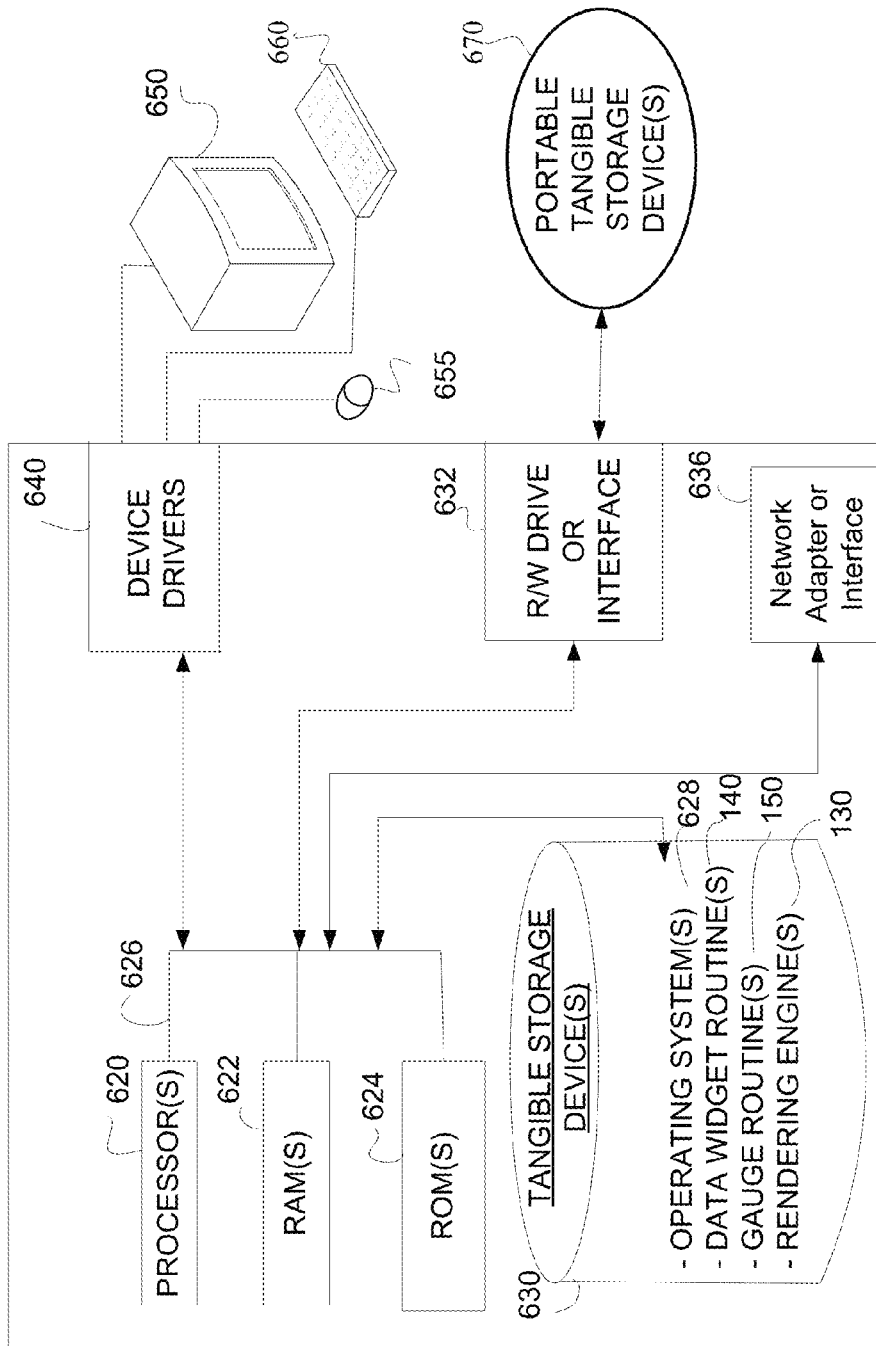 620
PROCESSOR(S)
626
622
RAM(S)
624
ROM(S)
640
DEVICE
DRIVERS
650
660
655
632
R/W DRIVE
OR
INTERFACE
670
PORTABLE
TANGIBLE
STORAGE
DEVICE(S)
636
Network
Adapter or
Interface
TANGIBLE STORAGE
DEVICE(S)
- OPERATING SYSTEM(S) 628
- DATA WIDGET ROUTINE(S) 140
- GAUGE ROUTINE(S) 150
- RENDERING ENGINE(S) 130
630